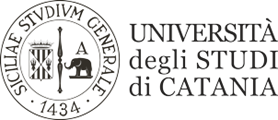 SICILIAE STVDIVM GENERALE
· 1434 ·
A
UNIVERSITÀ
degli STUDI
di CATANIA